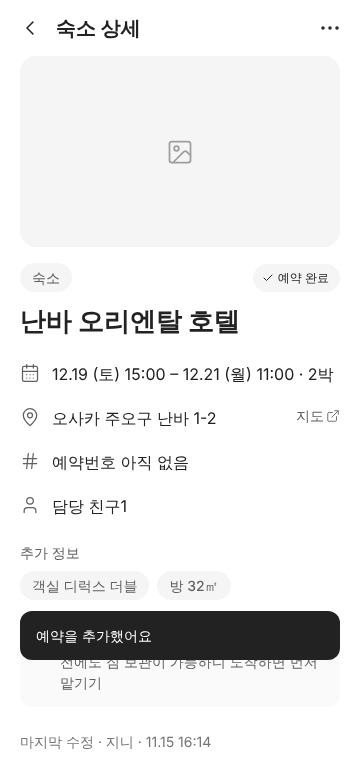 숙소 상세
숙소
예약 완료
난바 오리엔탈 호텔
12.19 (토) 15:00 – 12.21 (월) 11:00 · 2박
오사카 주오구 난바 1-2
지도
예약번호 아직 없음
담당 친구1
추가 정보
객실 디럭스 더블
방 32㎡
예약을 추가했어요
전에도 짐 보관이 가능하니 도착하면 먼저
맡기기
마지막 수정 · 지니 · 11.15 16:14